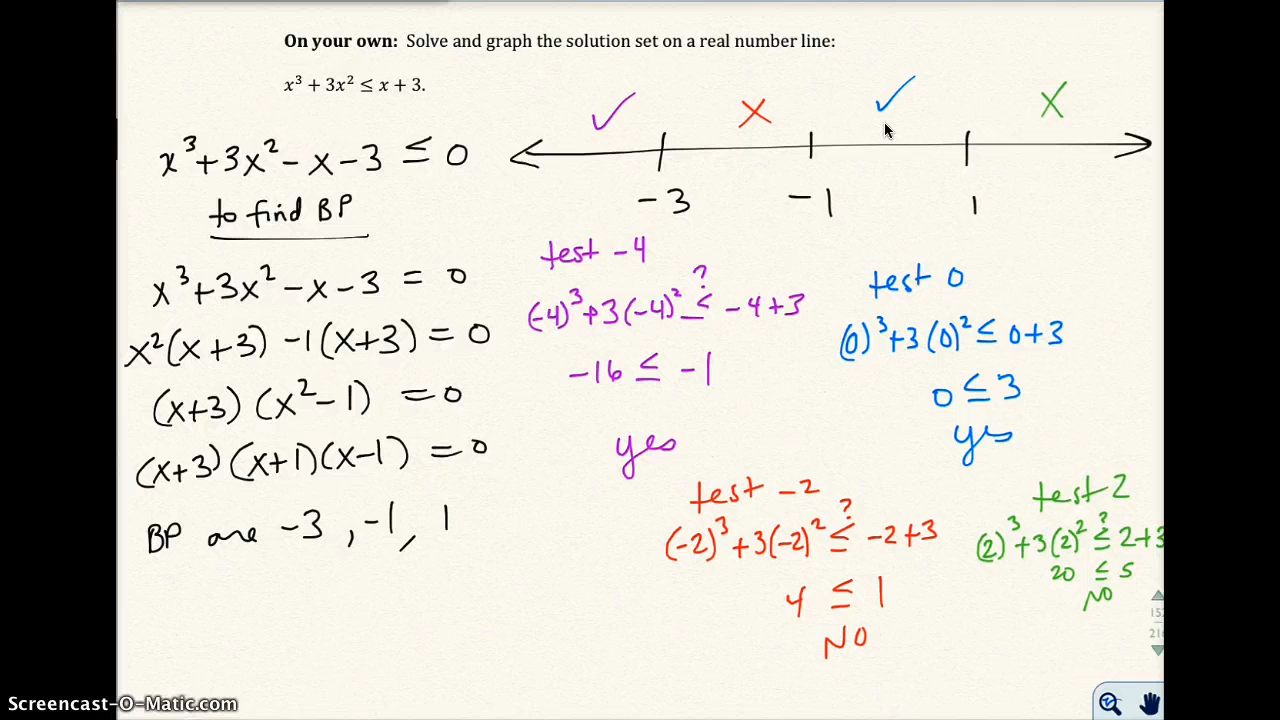 On your own: Solve and graph the solution set on a real number line:
x³ + 3x² ≤ x + 3.
✓ X ✓ X
-3 -1 1
x³+3x²-x-3 ≤ 0
to find BP
x³+3x²-x-3 = 0
x²(x+3) -1(x+3) = 0
(x+3)(x²-1) = 0
(x+3)(x+1)(x-1) = 0
BP are -3, -1, 1
test -4
(-4)³+3(-4)² ≤? -4+3
-16 ≤ -1
yes
test 0
(0)³+3(0)² ≤ 0+3
0 ≤ 3
yes
test -2
(-2)³+3(-2)² ≤? -2+3
4 ≤ 1
NO
test 2
(2)³+3(2)² ≤? 2+3
20 ≤ 5
NO
Screencast-O-Matic.com